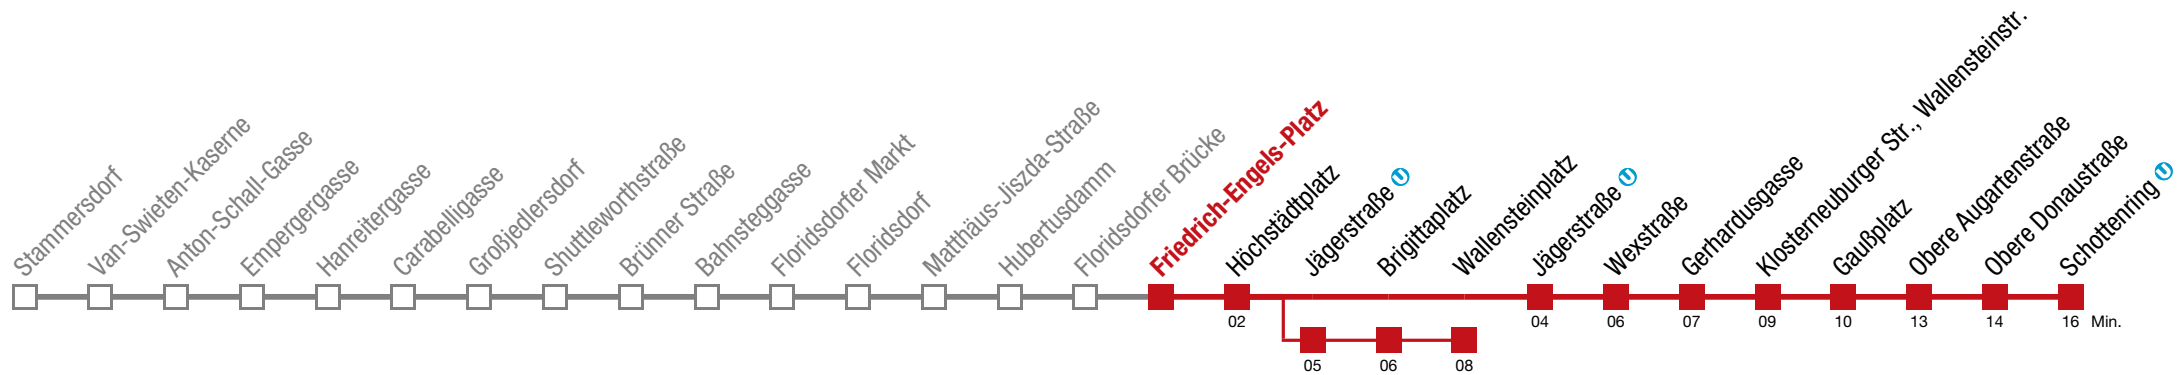 Stammersdorf
Van-Swieten-Kaserne
Anton-Schall-Gasse
Empergergasse
Hanreitergasse
Carabelligasse
Großjedlersdorf
Shuttleworthstraße
Brünner Straße
Bahnsteggasse
Floridsdorfer Markt
Floridsdorf
Matthäus-Jiszda-Straße
Hubertusdamm
Floridsdorfer Brücke
Friedrich-Engels-Platz
Höchstädtplatz
Jägerstraße U
Brigittaplatz
Wallensteinplatz
Jägerstraße U
Wexstraße
Gerhardusgasse
Klosterneuburger Str., Wallensteinstr.
Gaußplatz
Obere Augartenstraße
Obere Donaustraße
Schottenring U
02 04 06 07 09 10 13 14 16 Min.
05 06 08